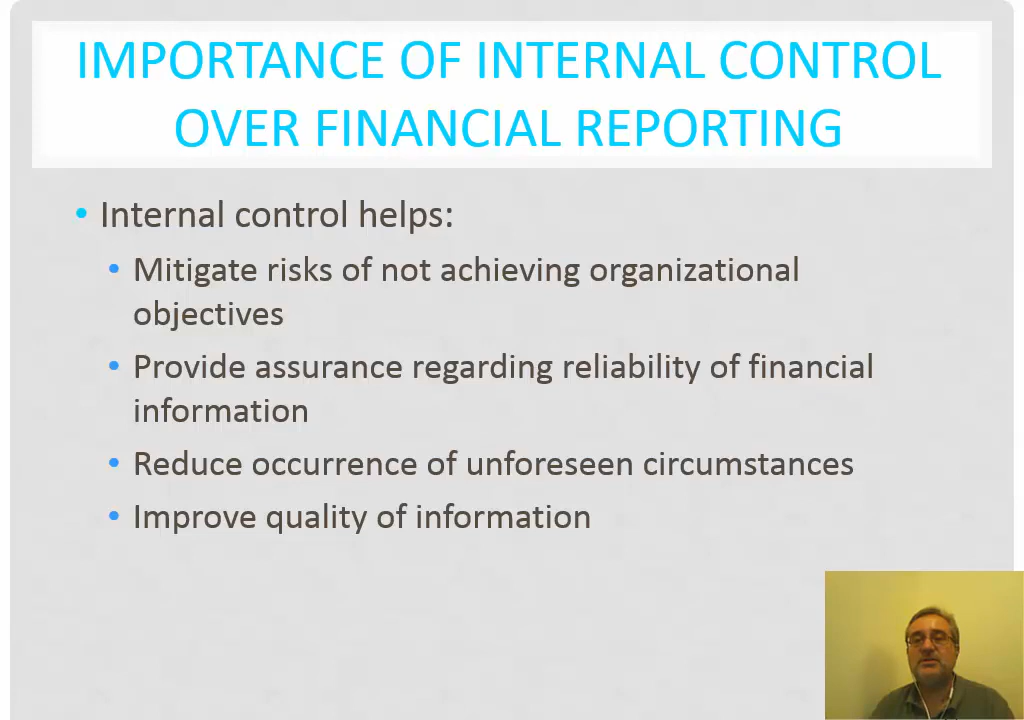 IMPORTANCE OF INTERNAL CONTROL
OVER FINANCIAL REPORTING
• Internal control helps:
• Mitigate risks of not achieving organizational
objectives
• Provide assurance regarding reliability of financial
information
• Reduce occurrence of unforeseen circumstances
• Improve quality of information